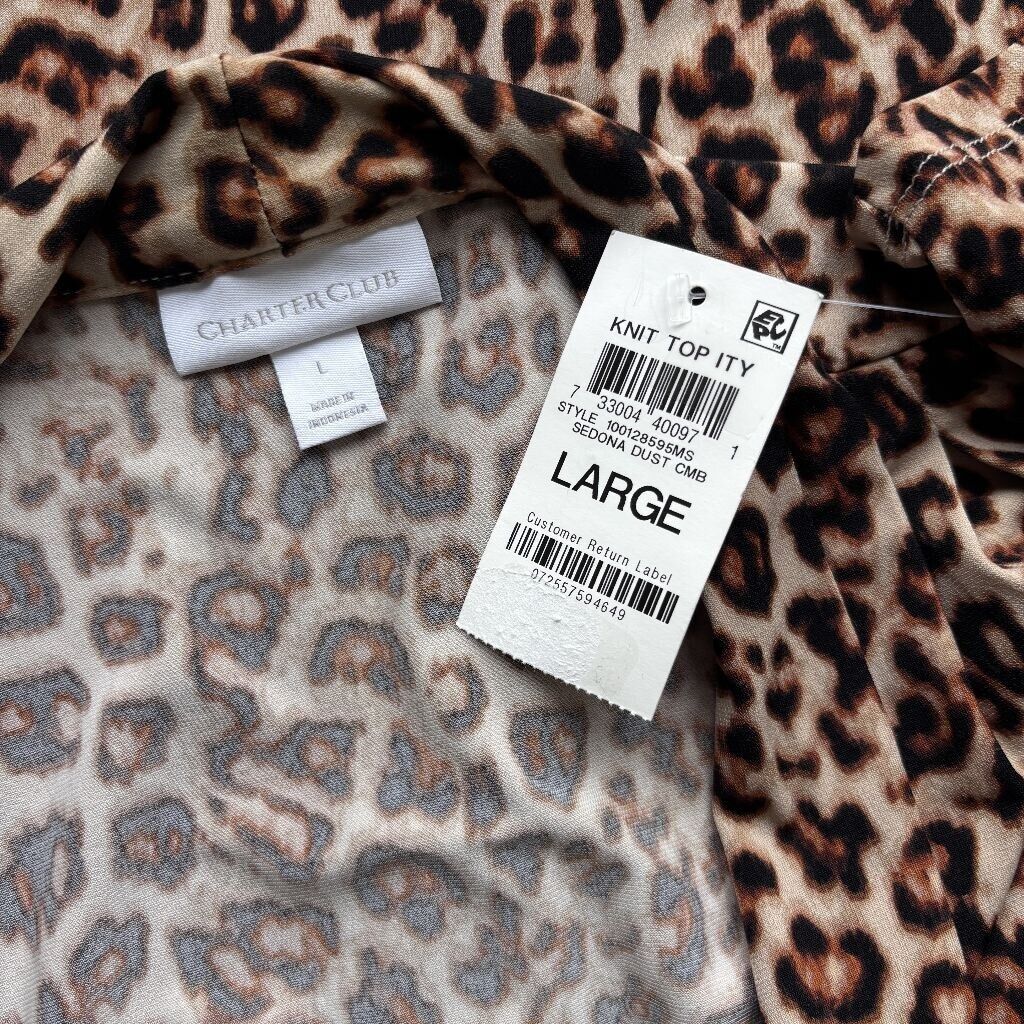 CHARTER CLUB
L
MADE IN
INDONESIA
EPC™
KNIT TOP ITY
7 33004 40097 1
STYLE 100128595MS
SEDONA DUST CMB
LARGE
Customer Return Label
072557594649